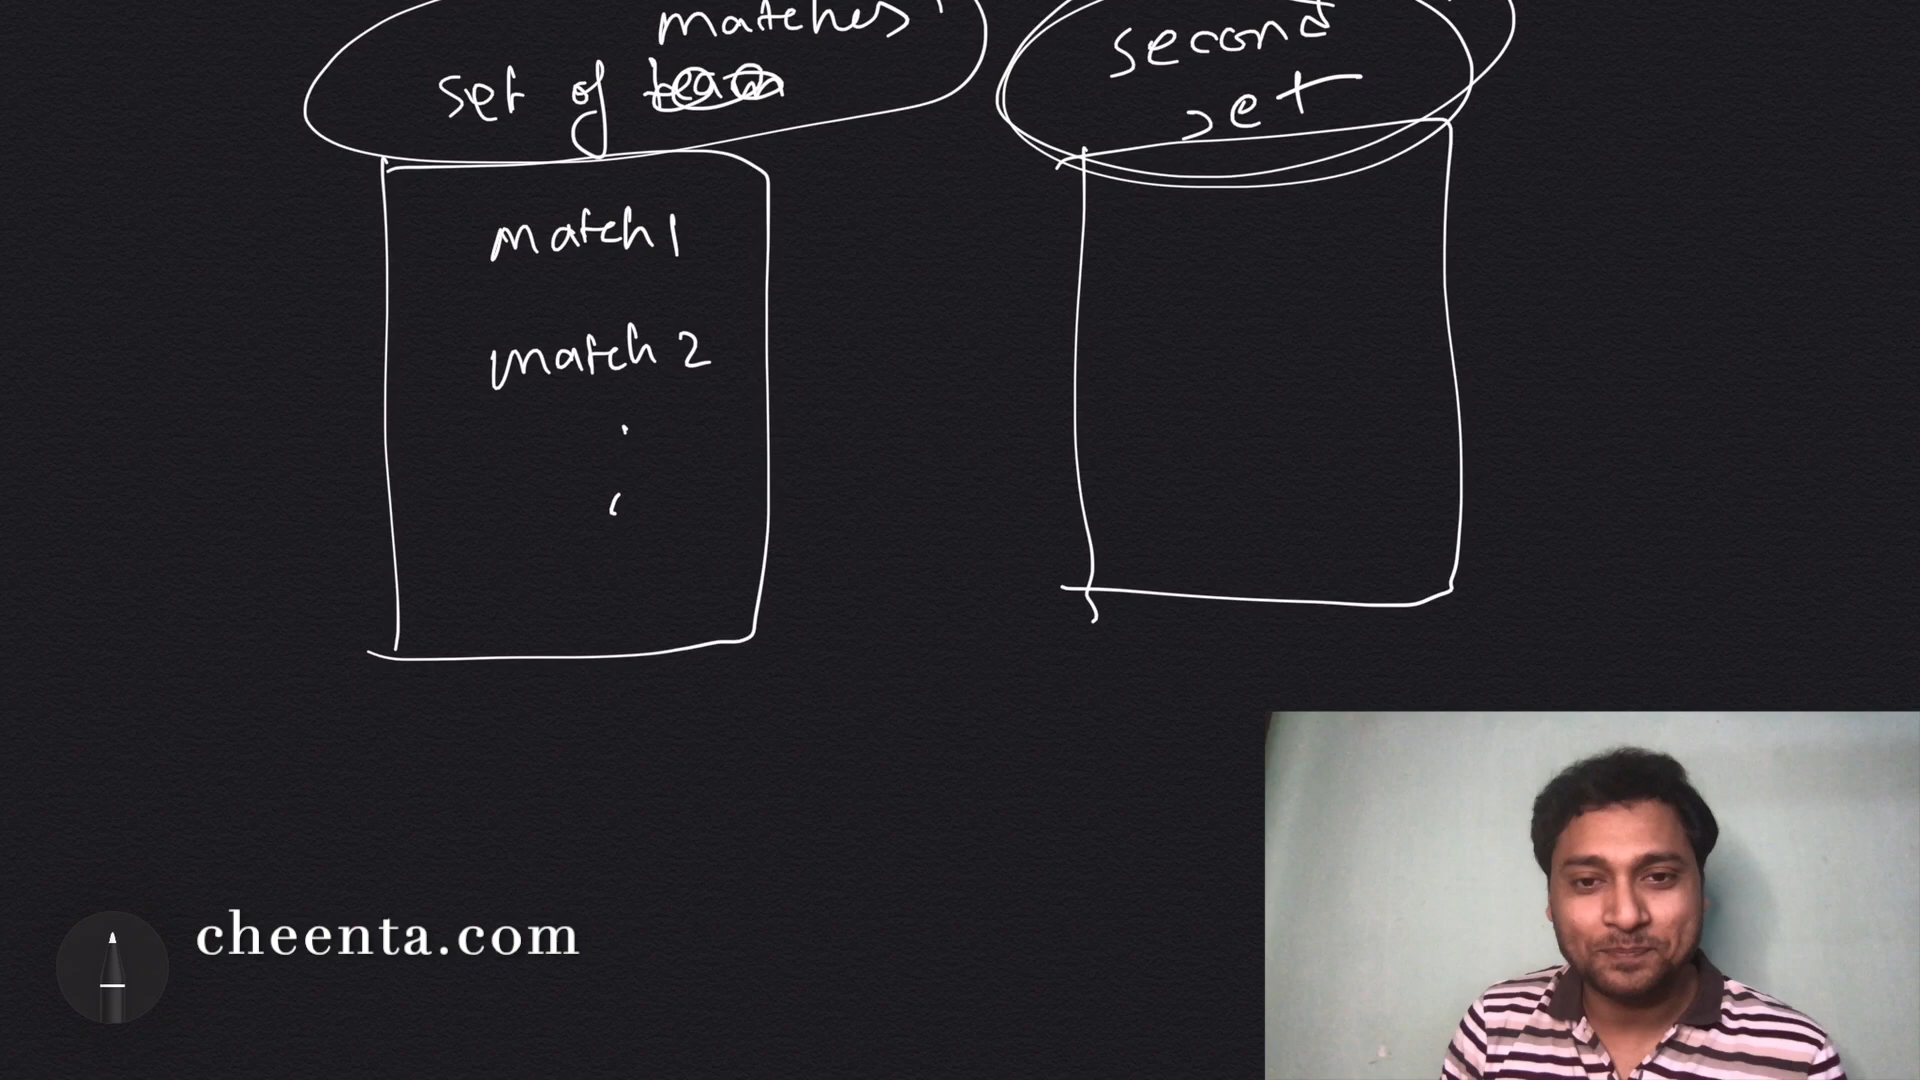 matches
set of
match 1
match 2
second
set
cheenta.com